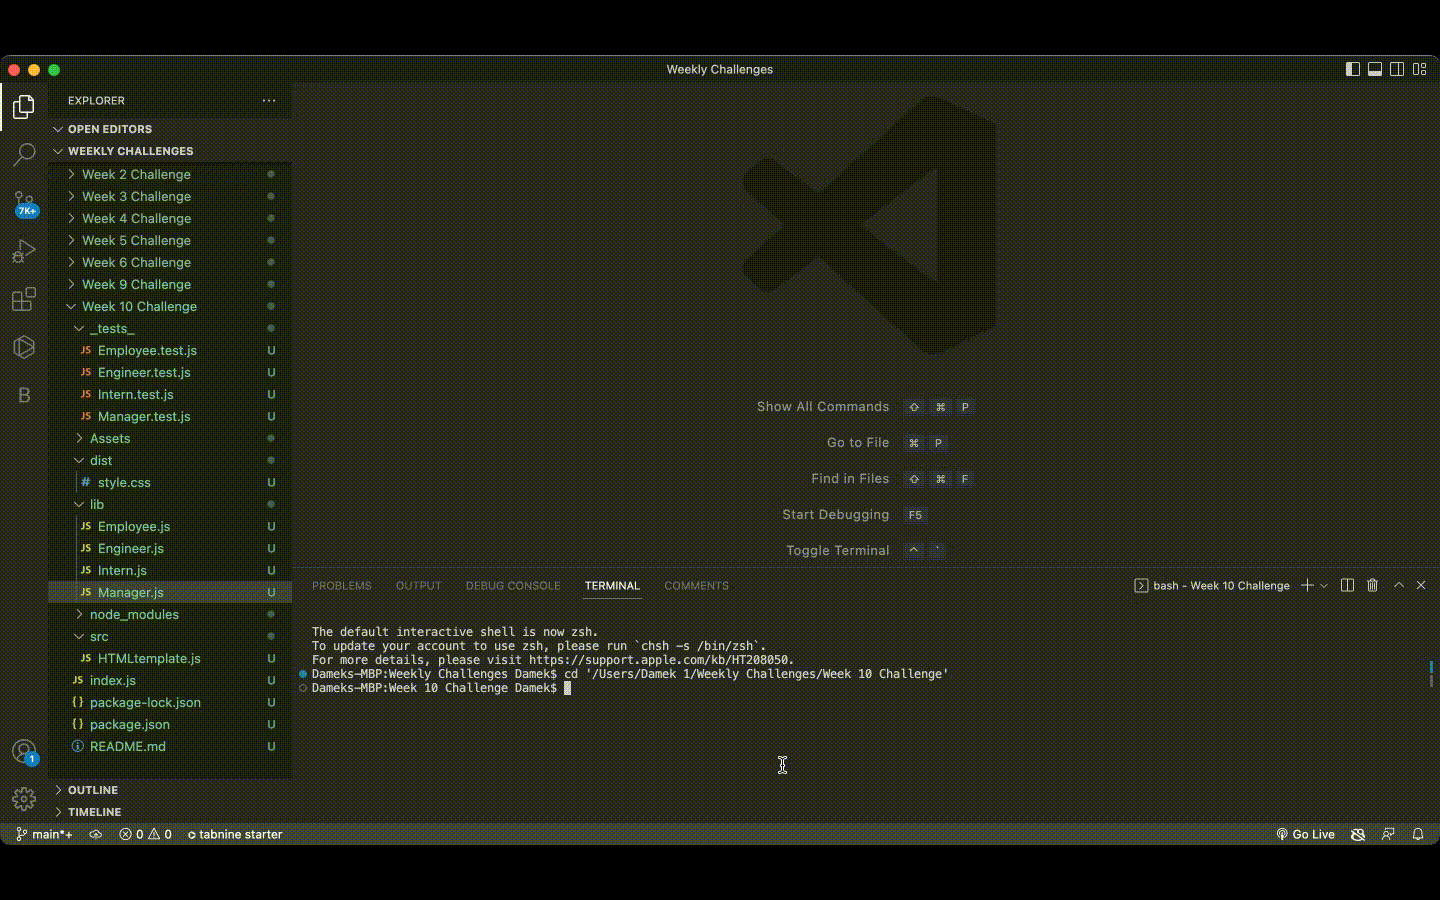 Weekly Challenges
EXPLORER
OPEN EDITORS
WEEKLY CHALLENGES
Week 2 Challenge
Week 3 Challenge
Week 4 Challenge
Week 5 Challenge
Week 6 Challenge
Week 9 Challenge
Week 10 Challenge
_tests_
JS Employee.test.js U
JS Engineer.test.js U
JS Intern.test.js U
JS Manager.test.js U
Assets
dist
# style.css U
lib
JS Employee.js U
JS Engineer.js U
JS Intern.js U
JS Manager.js U
node_modules
src
JS HTMLtemplate.js U
JS index.js U
{} package-lock.json U
{} package.json U
README.md U
OUTLINE
TIMELINE
7K+
B
1
Show All Commands ⇧ ⌘ P
Go to File ⌘ P
Find in Files ⇧ ⌘ F
Start Debugging F5
Toggle Terminal ^ `
PROBLEMS OUTPUT DEBUG CONSOLE TERMINAL COMMENTS bash - Week 10 Challenge
The default interactive shell is now zsh.
To update your account to use zsh, please run `chsh -s /bin/zsh`.
For more details, please visit https://support.apple.com/kb/HT208050.
Dameks-MBP:Weekly Challenges Damek$ cd '/Users/Damek 1/Weekly Challenges/Week 10 Challenge'
Dameks-MBP:Week 10 Challenge Damek$
main*+ 0 0 tabnine starter Go Live